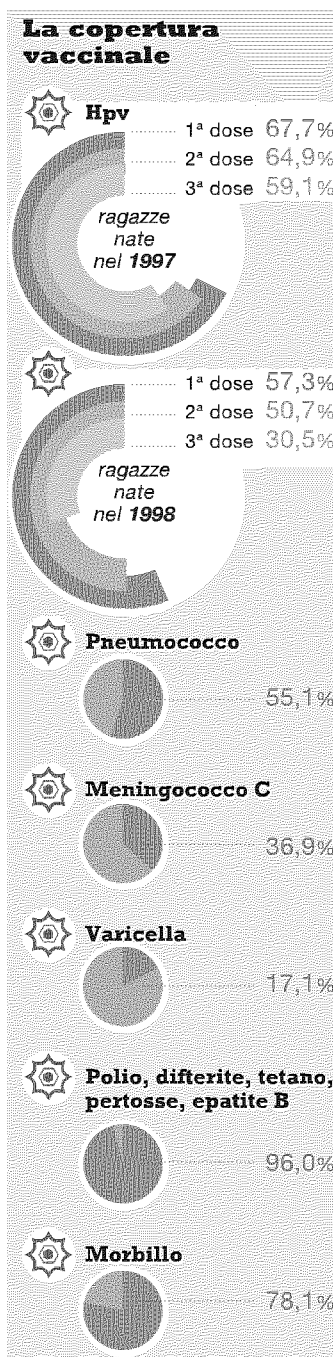 La copertura
vaccinale
Hpv
1ª dose 67,7%
2ª dose 64,9%
3ª dose 59,1%
ragazze
nate
nel 1997
1ª dose 57,3%
2ª dose 50,7%
3ª dose 30,5%
ragazze
nate
nel 1998
Pneumococco
55,1%
Meningococco C
36,9%
Varicella
17,1%
Polio, difterite, tetano,
pertosse, epatite B
96,0%
Morbillo
78,1%